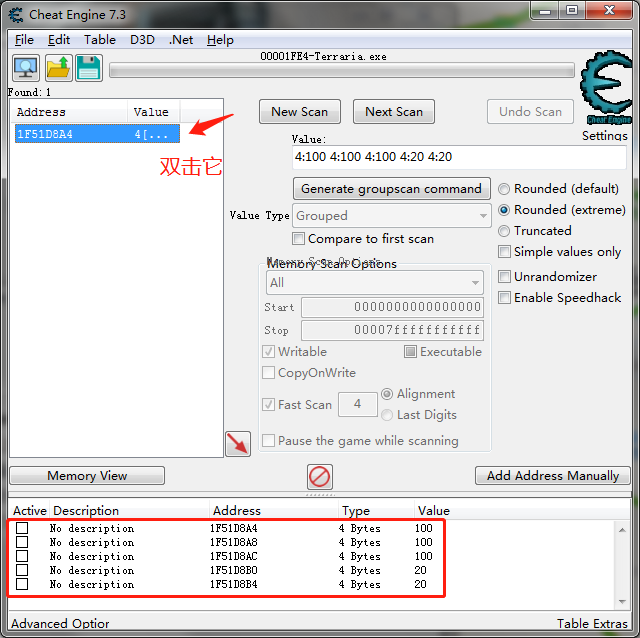 Cheat Engine 7.3
File Edit Table D3D .Net Help
00001FE4-Terraria.exe
Found: 1
Address Value
1F51D8A4 4[...
双击它
New Scan Next Scan Undo Scan
Cheat Engine
Settings
Value:
4:100 4:100 4:100 4:20 4:20
Generate groupscan command
Value Type Grouped
Compare to first scan
Rounded (default)
Rounded (extreme)
Truncated
Simple values only
Unrandomizer
Enable Speedhack
Memory Scan Options
All
Start 0000000000000000
Stop 00007fffffffffff
Writable Executable
CopyOnWrite
Fast Scan 4 Alignment
Last Digits
Pause the game while scanning
Memory View Add Address Manually
Active Description Address Type Value
No description 1F51D8A4 4 Bytes 100
No description 1F51D8A8 4 Bytes 100
No description 1F51D8AC 4 Bytes 100
No description 1F51D8B0 4 Bytes 20
No description 1F51D8B4 4 Bytes 20
Advanced Optior Table Extras